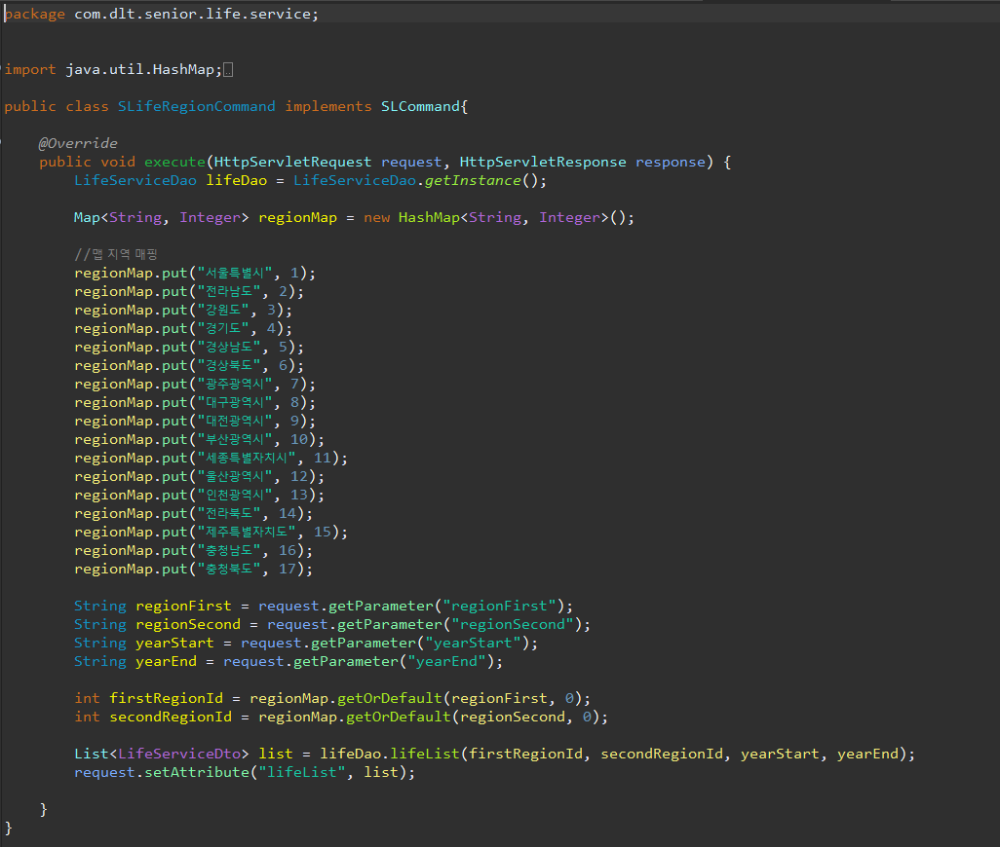 package com.dlt.senior.life.service;
import java.util.HashMap;
public class SLifeRegionCommand implements SLCommand{
@Override
public void execute(HttpServletRequest request, HttpServletResponse response) {
LifeServiceDao lifeDao = LifeServiceDao.getInstance();
Map<String, Integer> regionMap = new HashMap<String, Integer>();
//맵 지역 매핑
regionMap.put("서울특별시", 1);
regionMap.put("전라남도", 2);
regionMap.put("강원도", 3);
regionMap.put("경기도", 4);
regionMap.put("경상남도", 5);
regionMap.put("경상북도", 6);
regionMap.put("광주광역시", 7);
regionMap.put("대구광역시", 8);
regionMap.put("대전광역시", 9);
regionMap.put("부산광역시", 10);
regionMap.put("세종특별자치시", 11);
regionMap.put("울산광역시", 12);
regionMap.put("인천광역시", 13);
regionMap.put("전라북도", 14);
regionMap.put("제주특별자치도", 15);
regionMap.put("충청남도", 16);
regionMap.put("충청북도", 17);
String regionFirst = request.getParameter("regionFirst");
String regionSecond = request.getParameter("regionSecond");
String yearStart = request.getParameter("yearStart");
String yearEnd = request.getParameter("yearEnd");
int firstRegionId = regionMap.getOrDefault(regionFirst, 0);
int secondRegionId = regionMap.getOrDefault(regionSecond, 0);
List<LifeServiceDto> list = lifeDao.lifeList(firstRegionId, secondRegionId, yearStart, yearEnd);
request.setAttribute("lifeList", list);
}
}